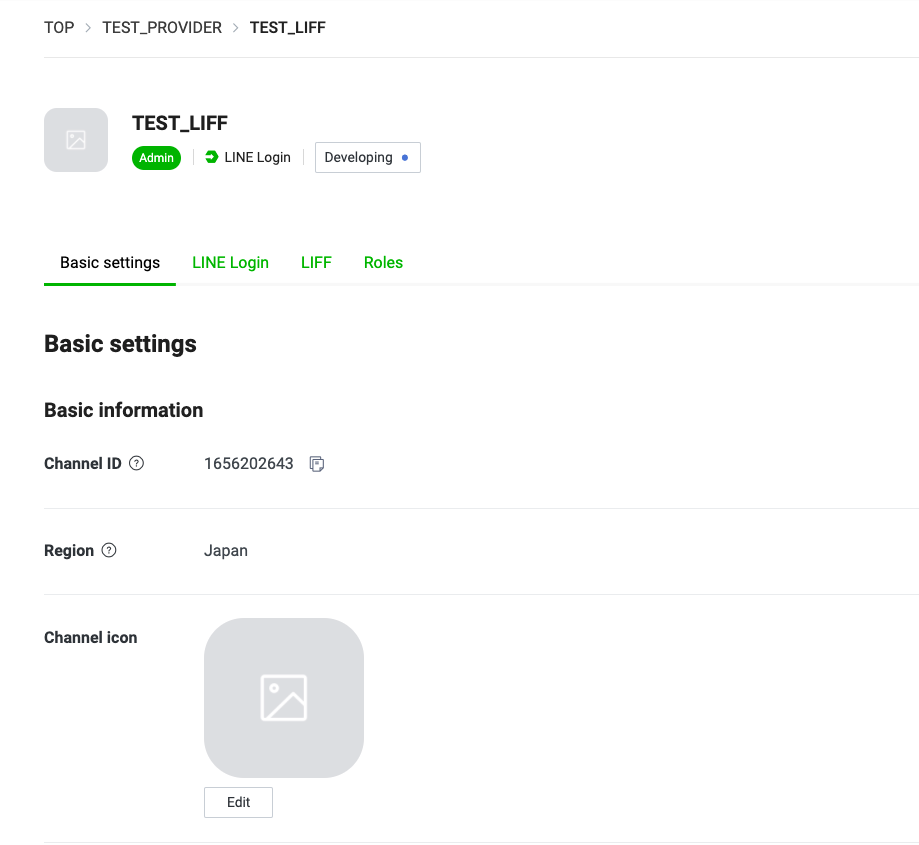 TOP > TEST_PROVIDER > TEST_LIFF
TEST_LIFF
Admin LINE Login Developing
Basic settings LINE Login LIFF Roles
Basic settings
Basic information
Channel ID ? 1656202643
Region ? Japan
Channel icon
Edit